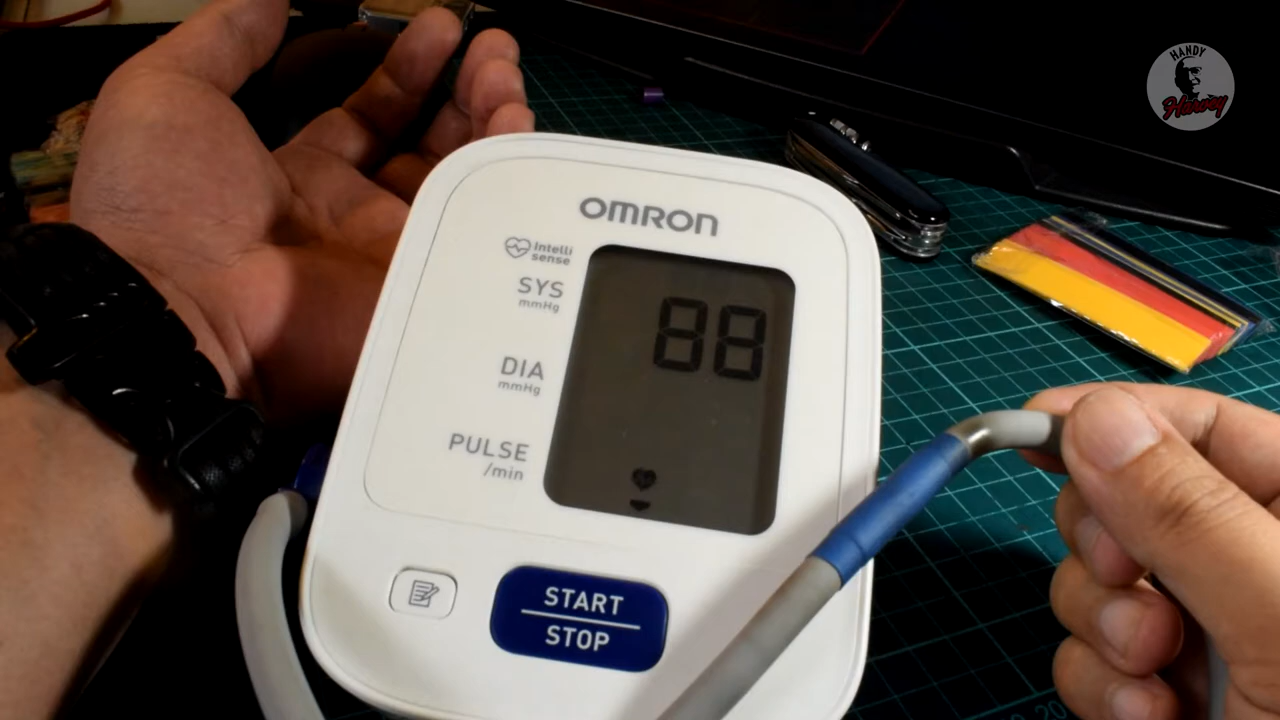 HANDY
Harvey
OMRON
Intelli
sense
SYS
mmHg
88
DIA
mmHg
PULSE
/min
START
STOP